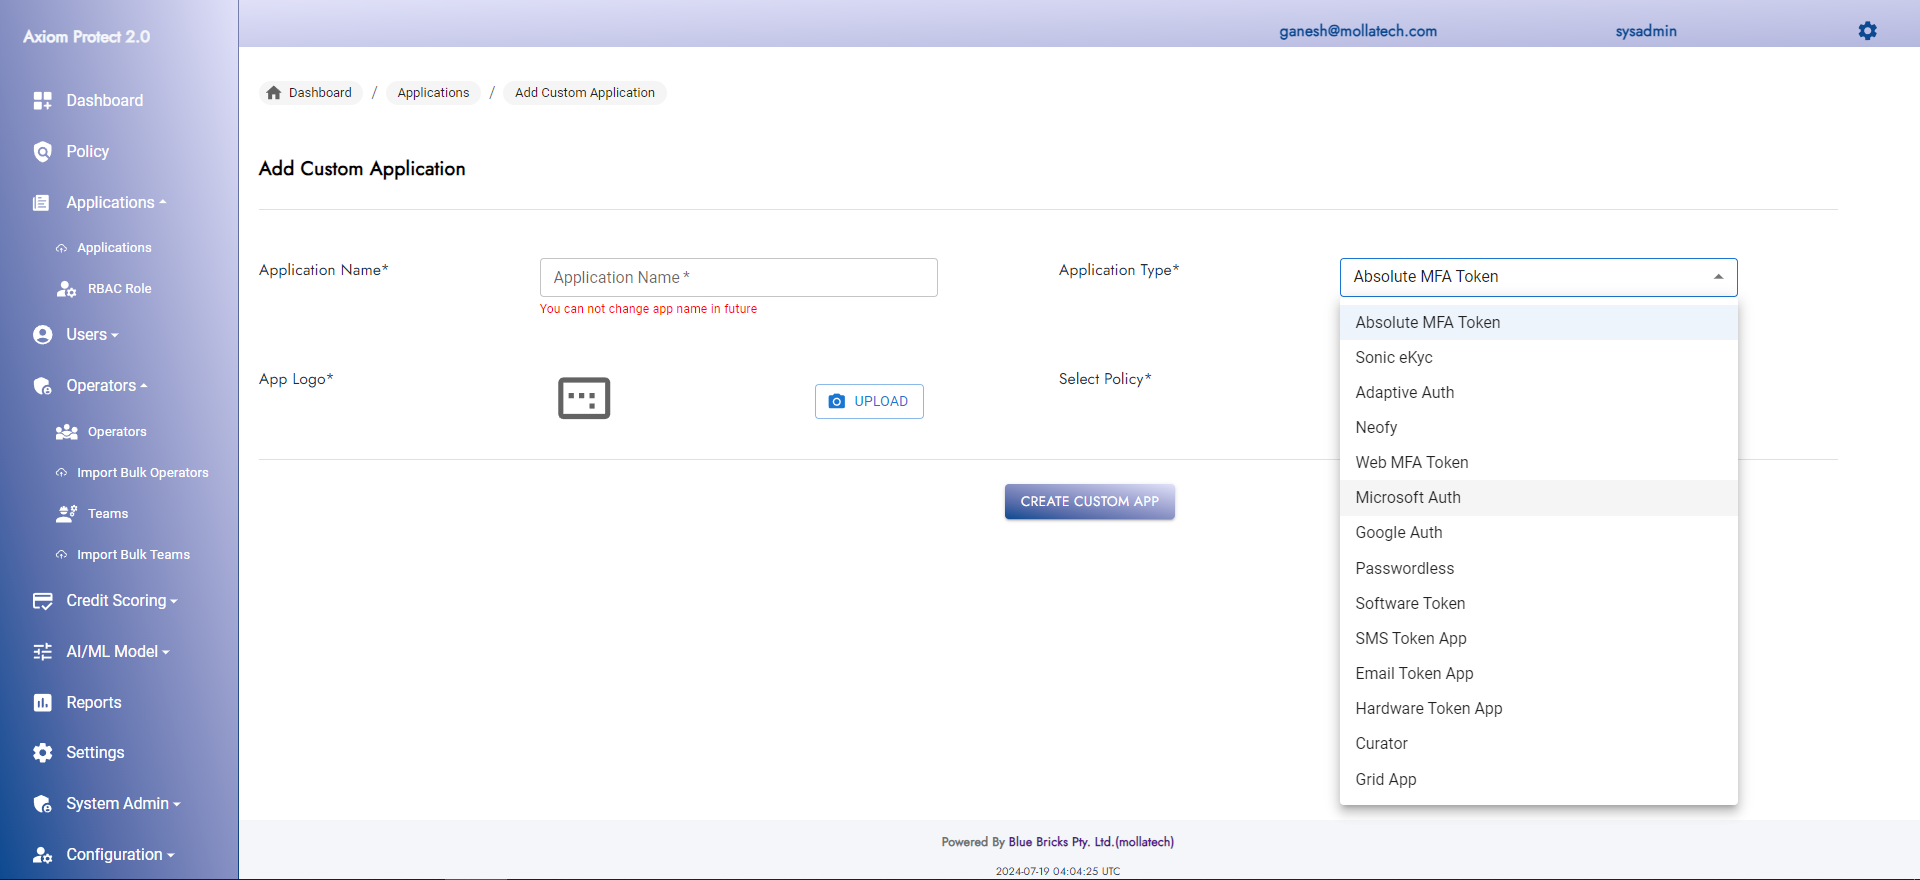 Axiom Protect 2.0
ganesh@mollatech.com
sysadmin
Dashboard
Policy
Applications
Applications
RBAC Role
Users
Operators
Operators
Import Bulk Operators
Teams
Import Bulk Teams
Credit Scoring
AI/ML Model
Reports
Settings
System Admin
Configuration
Dashboard / Applications / Add Custom Application
Add Custom Application
Application Name*
Application Name *
You can not change app name in future
Application Type*
Absolute MFA Token
Absolute MFA Token
Sonic eKyc
Adaptive Auth
Neofy
Web MFA Token
Microsoft Auth
Google Auth
Passwordless
Software Token
SMS Token App
Email Token App
Hardware Token App
Curator
Grid App
App Logo*
UPLOAD
Select Policy*
CREATE CUSTOM APP
Powered By Blue Bricks Pty. Ltd.(mollatech)
2024-07-19 04:04:25 UTC